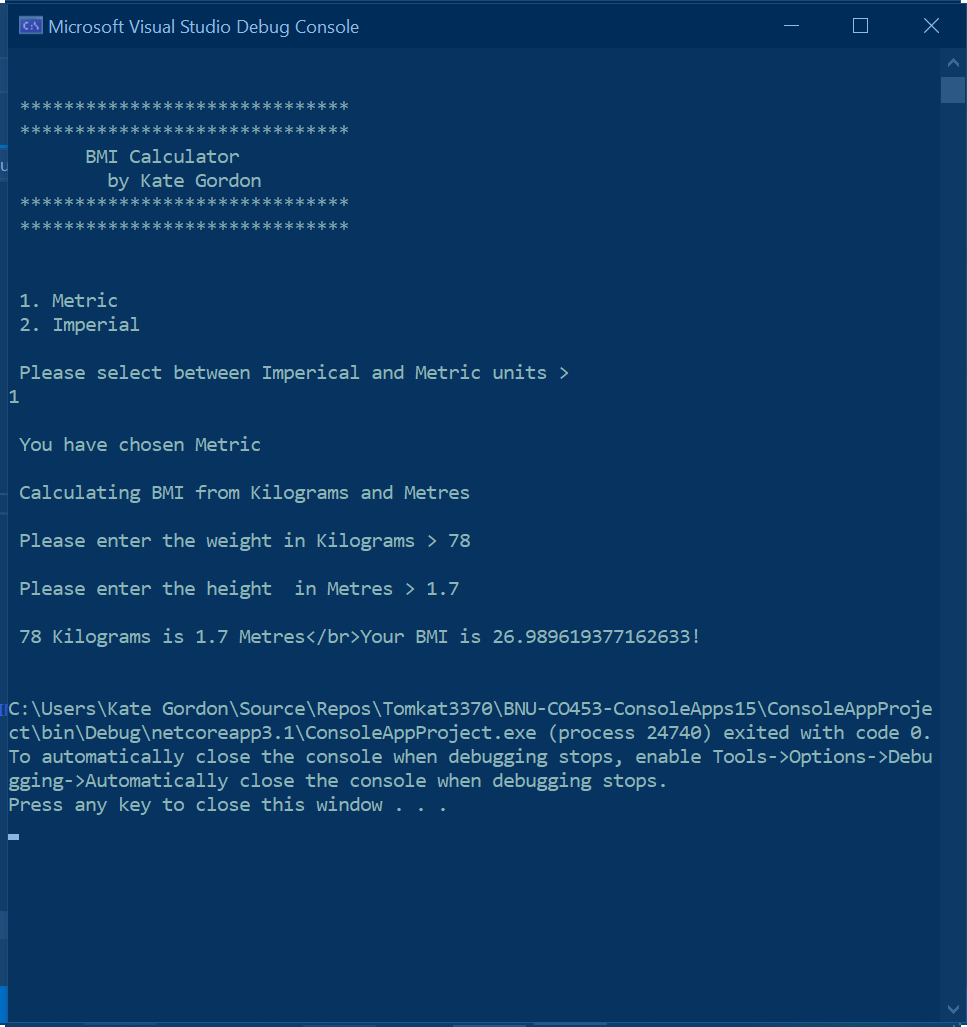 Microsoft Visual Studio Debug Console
******************************
******************************
BMI Calculator
by Kate Gordon
******************************
******************************
1. Metric
2. Imperial
Please select between Imperical and Metric units >
1
You have chosen Metric
Calculating BMI from Kilograms and Metres
Please enter the weight in Kilograms > 78
Please enter the height  in Metres > 1.7
78 Kilograms is 1.7 Metres</br>Your BMI is 26.989619377162633!
C:\Users\Kate Gordon\Source\Repos\Tomkat3370\BNU-CO453-ConsoleApps15\ConsoleAppProje
ct\bin\Debug\netcoreapp3.1\ConsoleAppProject.exe (process 24740) exited with code 0.
To automatically close the console when debugging stops, enable Tools->Options->Debu
gging->Automatically close the console when debugging stops.
Press any key to close this window . . .